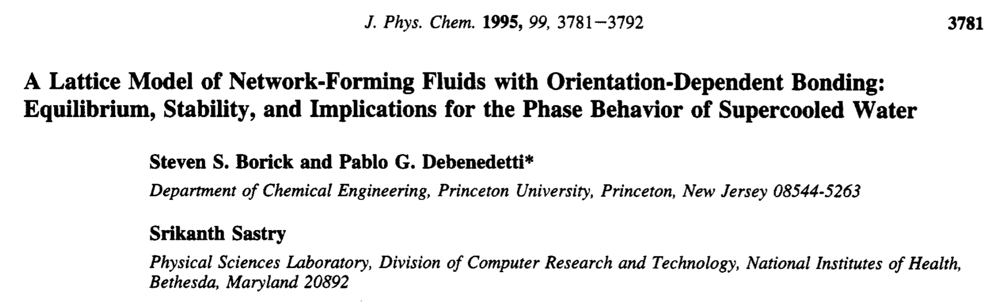 J. Phys. Chem. 1995, 99, 3781–3792 3781
A Lattice Model of Network-Forming Fluids with Orientation-Dependent Bonding:
Equilibrium, Stability, and Implications for the Phase Behavior of Supercooled Water
Steven S. Borick and Pablo G. Debenedetti*
Department of Chemical Engineering, Princeton University, Princeton, New Jersey 08544-5263
Srikanth Sastry
Physical Sciences Laboratory, Division of Computer Research and Technology, National Institutes of Health,
Bethesda, Maryland 20892